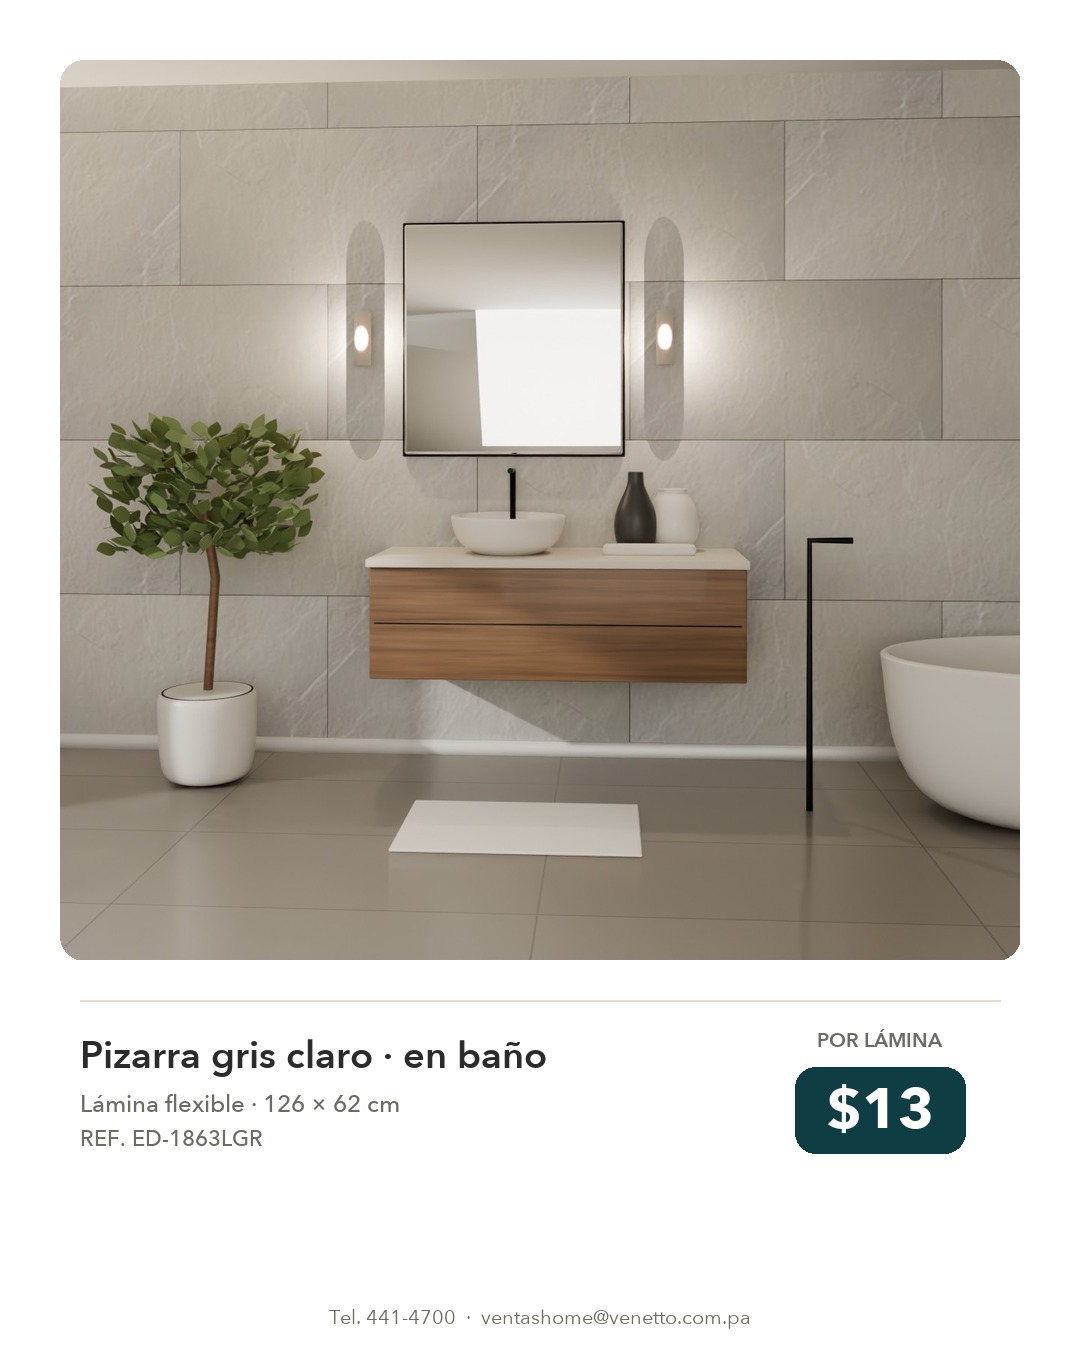 Pizarra gris claro · en baño
Lámina flexible · 126 × 62 cm
REF. ED-1863LGR
POR LÁMINA
$13
Tel. 441-4700 · ventashome@venetto.com.pa